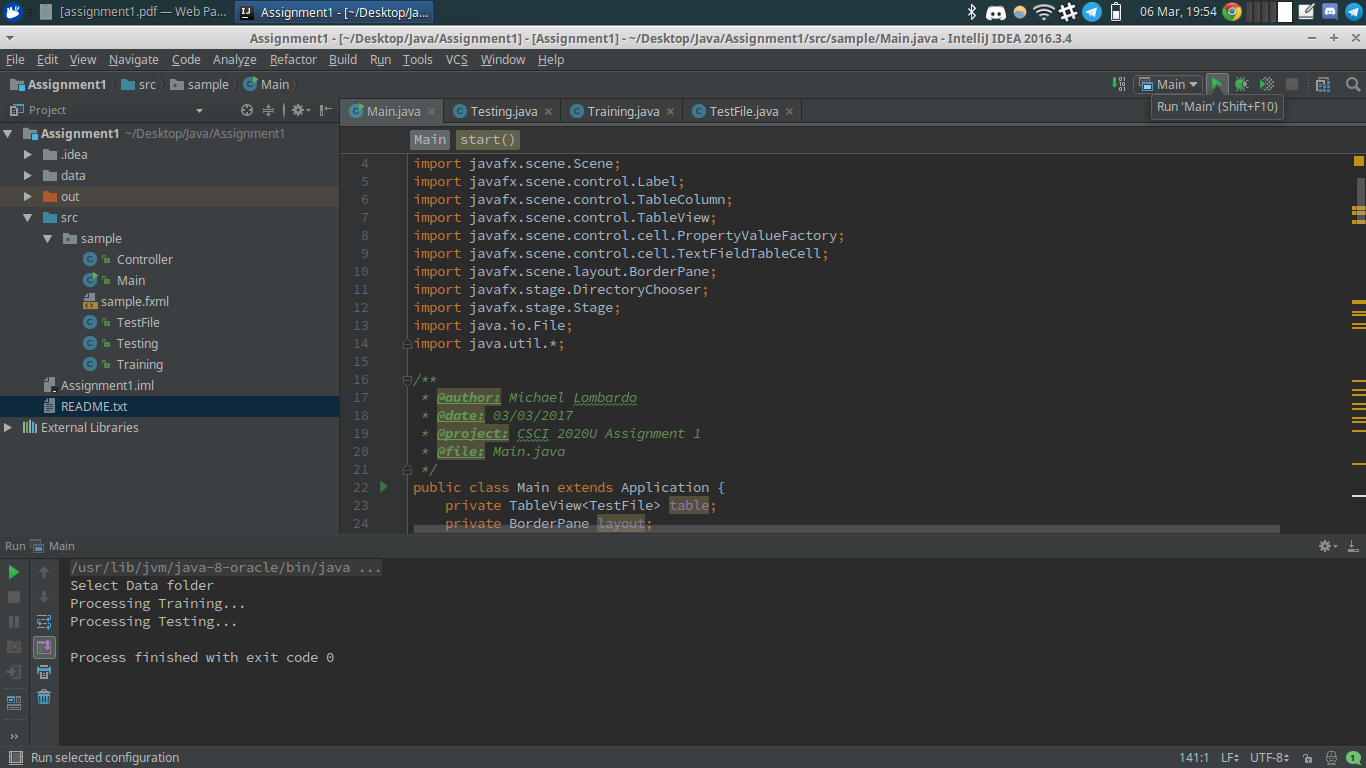 [assignment1.pdf — Web Pa...
Assignment1 - [~/Desktop/Ja...
06 Mar, 19:54
Assignment1 - [~/Desktop/Java/Assignment1] - [Assignment1] - ~/Desktop/Java/Assignment1/src/sample/Main.java - IntelliJ IDEA 2016.3.4
File Edit View Navigate Code Analyze Refactor Build Run Tools VCS Window Help
Assignment1 src sample Main
Main
Run 'Main' (Shift+F10)
Project
Main.java Testing.java Training.java TestFile.java
Assignment1 ~/Desktop/Java/Assignment1
.idea
data
out
src
sample
Controller
Main
sample.fxml
TestFile
Testing
Training
Assignment1.iml
README.txt
External Libraries
Main start()
4 import javafx.scene.Scene;
5 import javafx.scene.control.Label;
6 import javafx.scene.control.TableColumn;
7 import javafx.scene.control.TableView;
8 import javafx.scene.control.cell.PropertyValueFactory;
9 import javafx.scene.control.cell.TextFieldTableCell;
10 import javafx.scene.layout.BorderPane;
11 import javafx.stage.DirectoryChooser;
12 import javafx.stage.Stage;
13 import java.io.File;
14 import java.util.*;
15
16 /**
17 * @author: Michael Lombardo
18 * @date: 03/03/2017
19 * @project: CSCI 2020U Assignment 1
20 * @file: Main.java
21 */
22 public class Main extends Application {
23 private TableView<TestFile> table;
24 private BorderPane layout;
Run Main
/usr/lib/jvm/java-8-oracle/bin/java ...
Select Data folder
Processing Training...
Processing Testing...
Process finished with exit code 0
Run selected configuration
141:1 LF UTF-8 1